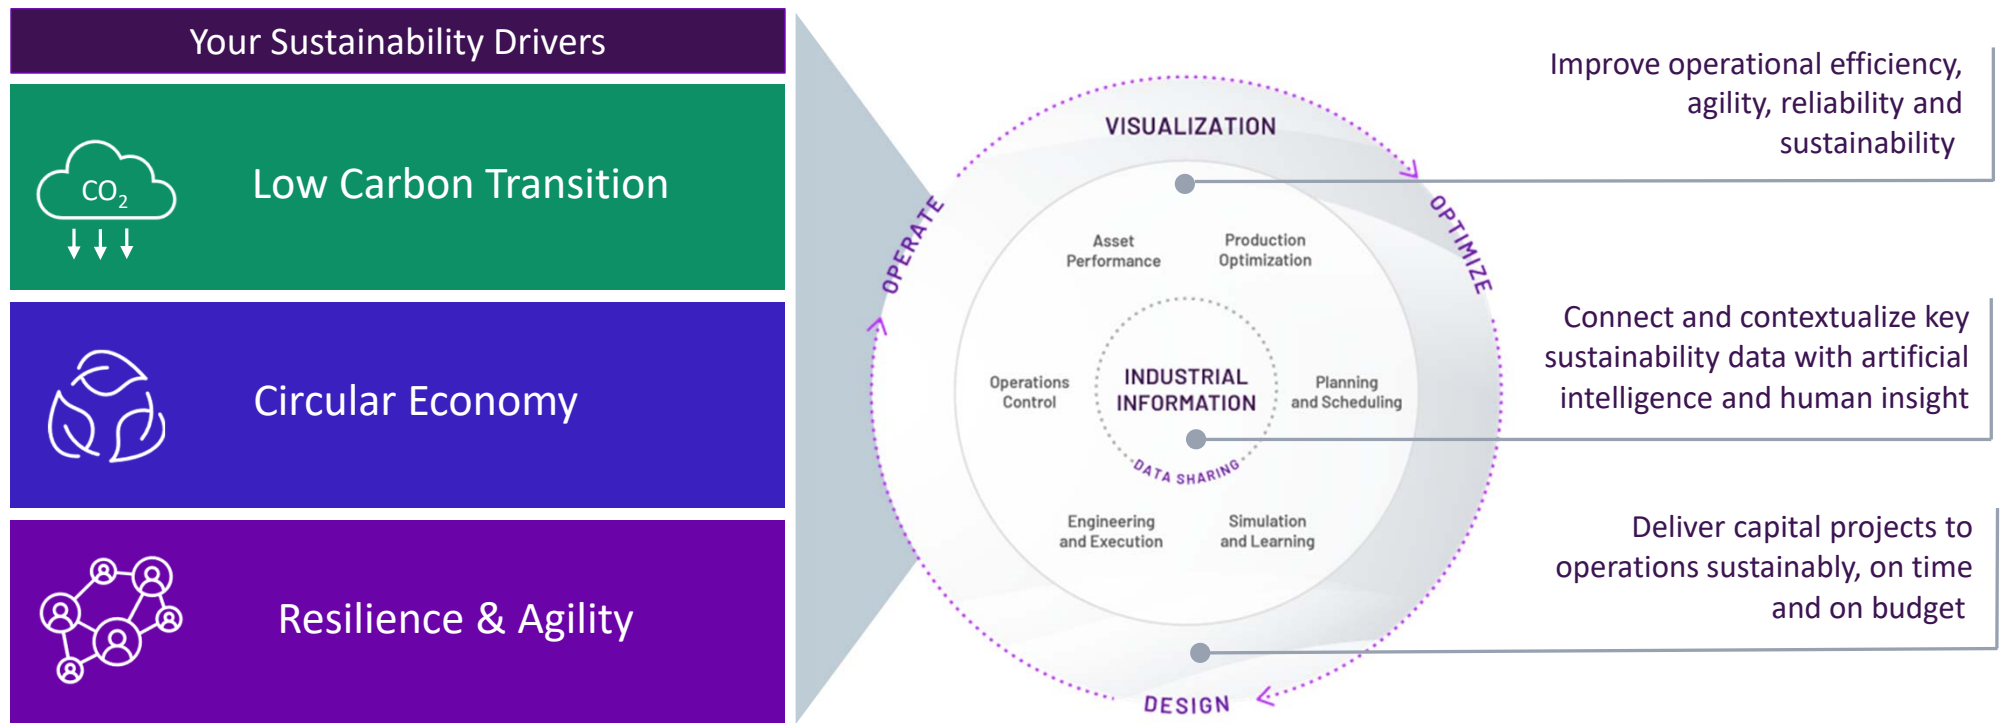 Your Sustainability Drivers
CO2
Low Carbon Transition
Circular Economy
Resilience & Agility
VISUALIZATION
OPERATE
OPTIMIZE
DESIGN
Asset
Performance
Production
Optimization
Operations
Control
INDUSTRIAL
INFORMATION
DATA SHARING
Planning
and Scheduling
Engineering
and Execution
Simulation
and Learning
Improve operational efficiency,
agility, reliability and
sustainability
Connect and contextualize key
sustainability data with artificial
intelligence and human insight
Deliver capital projects to
operations sustainably, on time
and on budget